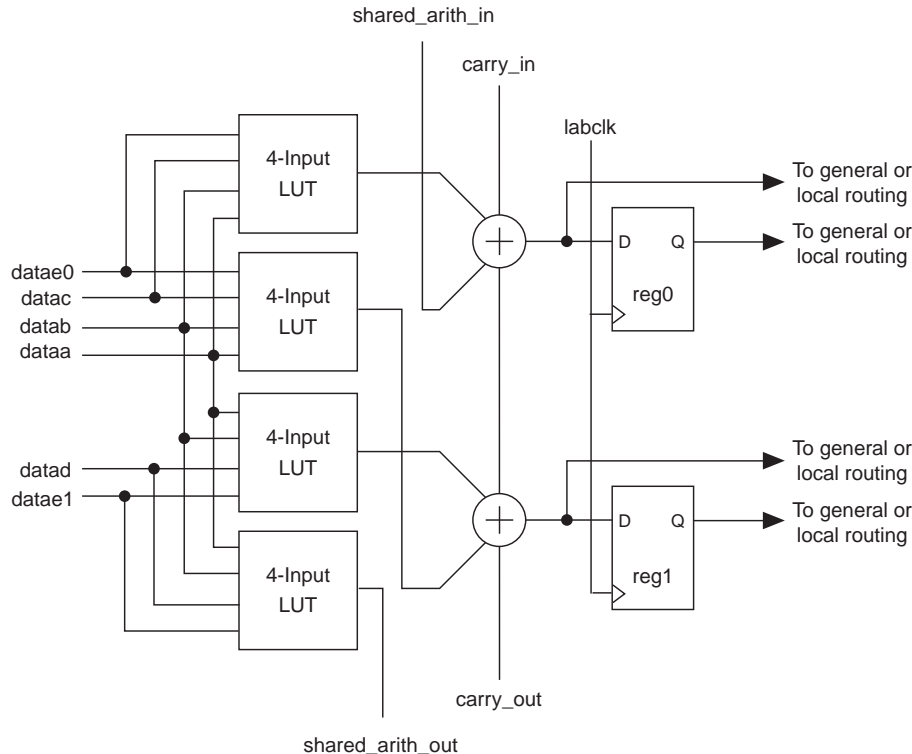 shared_arith_in
carry_in
labclk
4-Input
LUT
To general or
local routing
D
Q
reg0
To general or
local routing
datae0
datac
datab
dataa
4-Input
LUT
4-Input
LUT
datad
datae1
To general or
local routing
D
Q
reg1
To general or
local routing
4-Input
LUT
carry_out
shared_arith_out